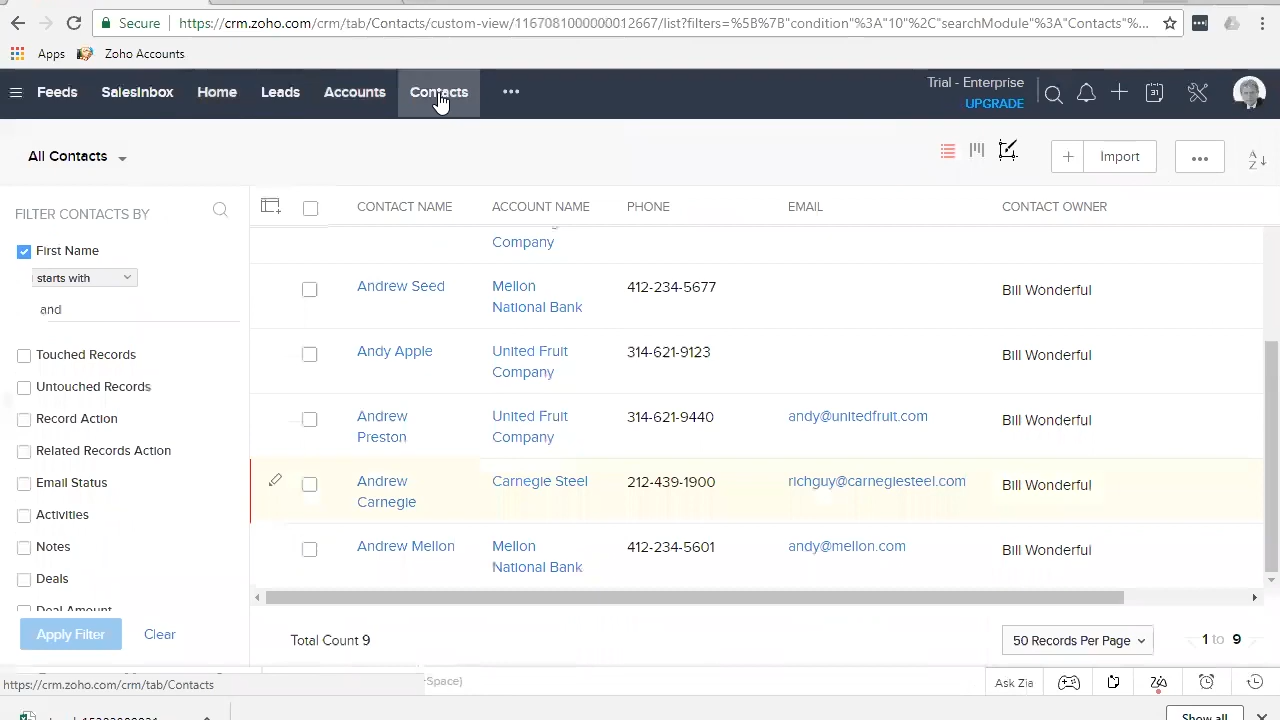 Secure https://crm.zoho.com/crm/tab/Contacts/custom-view/1167081000000012667/list?filters=%5B%7B"condition"%3A"10"%2C"searchModule"%3A"Contacts"%...
Apps Zoho Accounts
Feeds SalesInbox Home Leads Accounts Contacts ••• Trial - Enterprise
UPGRADE
31
All Contacts
+ Import ••• A Z
FILTER CONTACTS BY
First Name
starts with
and
Touched Records
Untouched Records
Record Action
Related Records Action
Email Status
Activities
Notes
Deals
Deal Amount
Apply Filter Clear
CONTACT NAME ACCOUNT NAME PHONE EMAIL CONTACT OWNER
Company
Andrew Seed Mellon National Bank 412-234-5677 Bill Wonderful
Andy Apple United Fruit Company 314-621-9123 Bill Wonderful
Andrew Preston United Fruit Company 314-621-9440 andy@unitedfruit.com Bill Wonderful
Andrew Carnegie Carnegie Steel 212-439-1900 richguy@carnegiesteel.com Bill Wonderful
Andrew Mellon Mellon National Bank 412-234-5601 andy@mellon.com Bill Wonderful
Total Count 9 50 Records Per Page 1 to 9
https://crm.zoho.com/crm/tab/Contacts
-Space)
Ask Zia
Show all